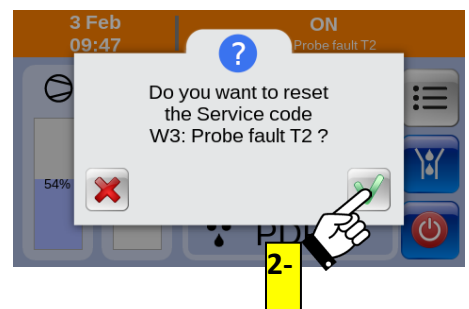 3 Feb
ON
09:47
Probe fault T2
?
Do you want to reset
the Service code
W3: Probe fault T2 ?
54%
2-